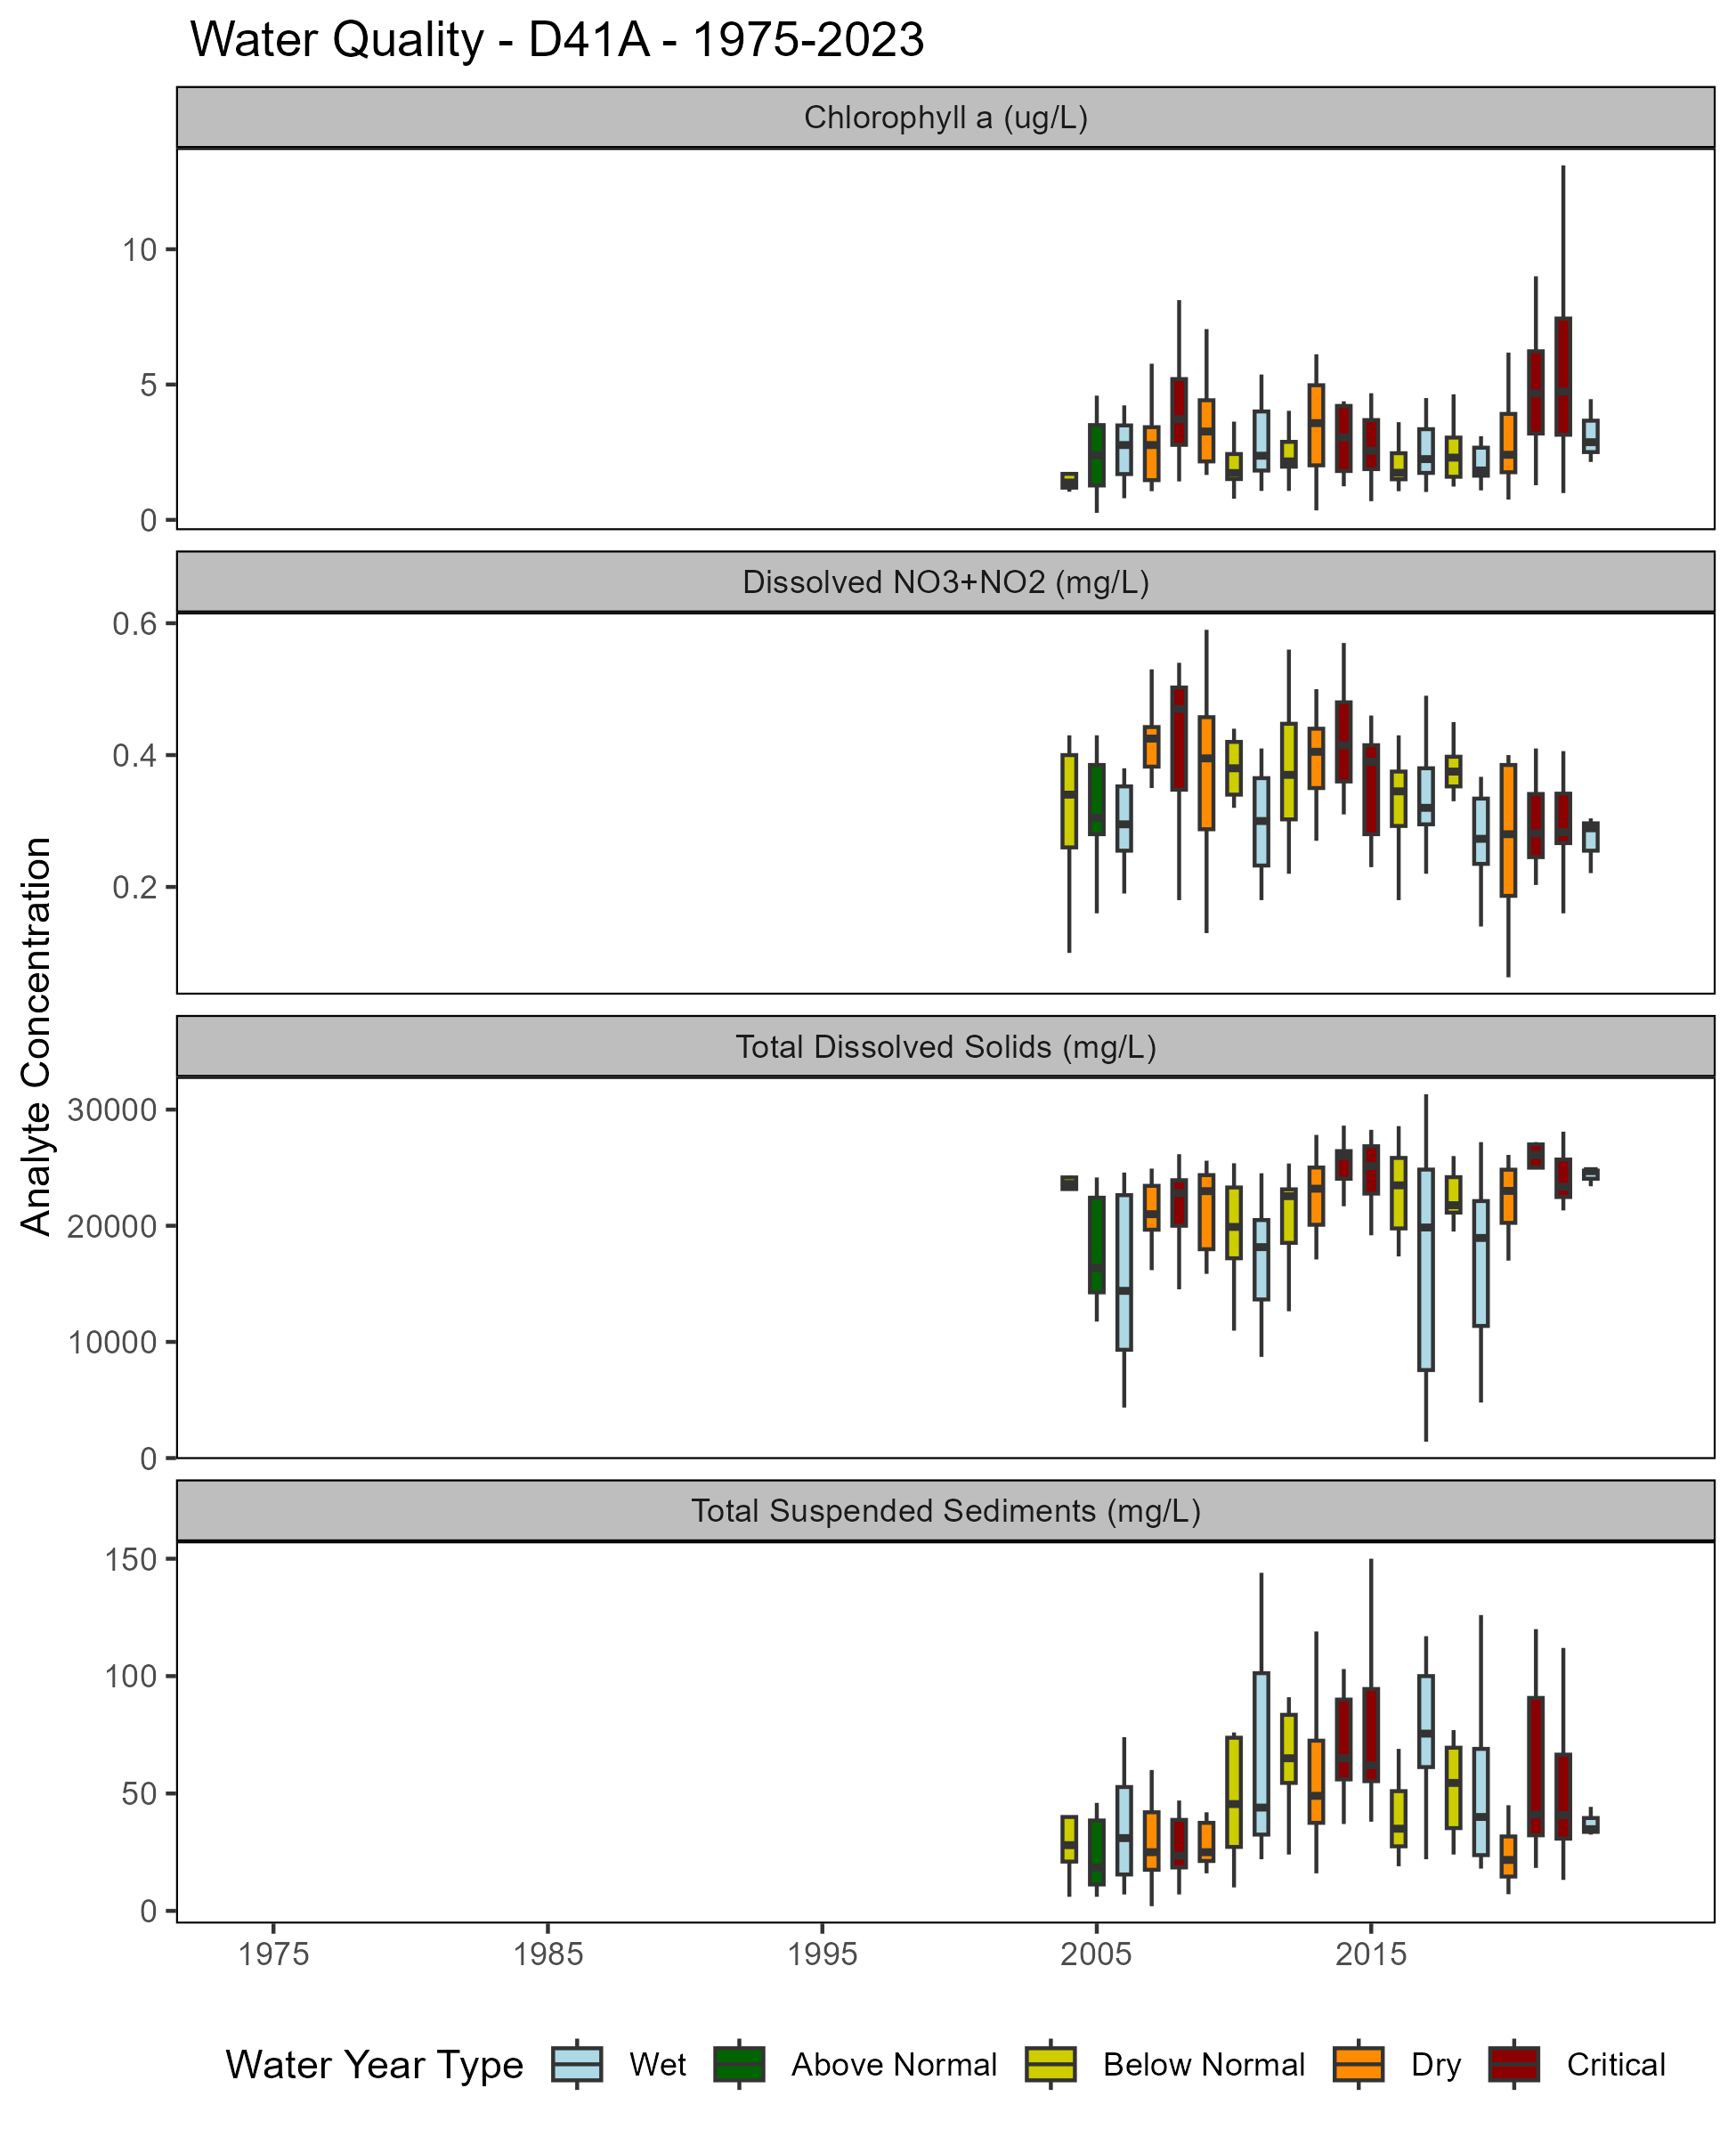 Water Quality - D41A - 1975-2023
Chlorophyll a (ug/L)
10
5
0
Dissolved NO3+NO2 (mg/L)
0.6
0.4
0.2
Total Dissolved Solids (mg/L)
30000
20000
10000
0
Total Suspended Sediments (mg/L)
150
100
50
0
Analyte Concentration
1975 1985 1995 2005 2015
Water Year Type Wet Above Normal Below Normal Dry Critical